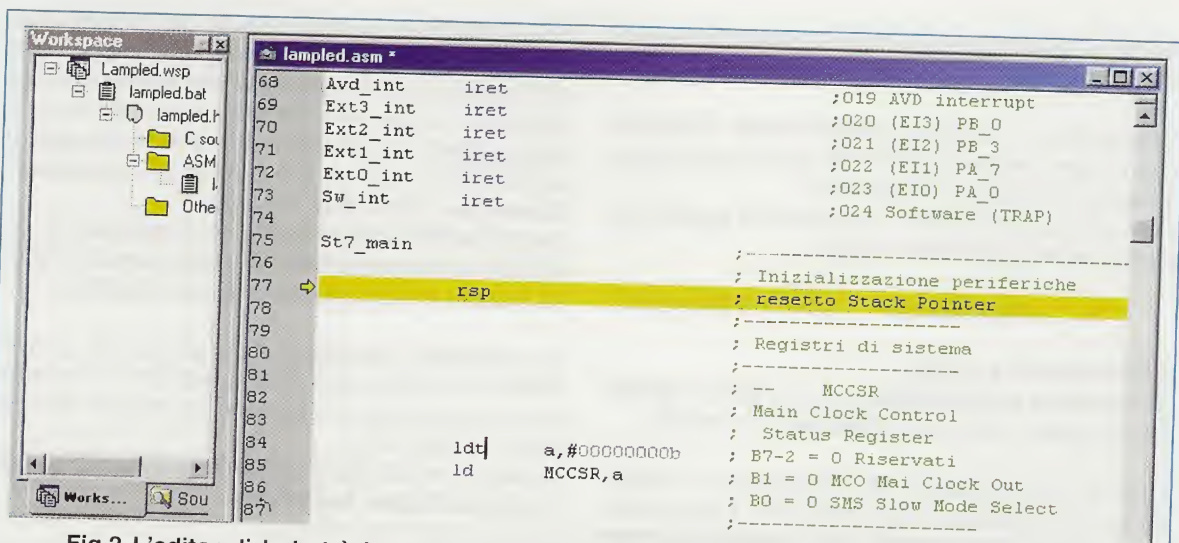 Workspace
Lampled.wsp
lampled.bat
lampled.h
C sou
ASM
Othe
Works...
Sou
lampled.asm *
68 Avd_int iret ;019 AVD interrupt
69 Ext3_int iret ;020 (EI3) PB_0
70 Ext2_int iret ;021 (EI2) PB_3
71 Ext1_int iret ;022 (EI1) PA_7
72 Ext0_int iret ;023 (EI0) PA_0
73 Sw_int iret ;024 Software (TRAP)
74
75 St7_main
76 ;-----------------------------------
; Inizializzazione periferiche
77 rsp ; resetto Stack Pointer
78 ;--------------------
79 ; Registri di sistema
80 ;--------------------
81 ; -- MCCSR
82 ; Main Clock Control
83 ; Status Register
84 ldt a,#00000000b ; B7-2 = 0 Riservati
85 ld MCCSR,a ; B1 = 0 MCO Mai Clock Out
86 ; B0 = 0 SMS Slow Mode Select
87 ;----------------------